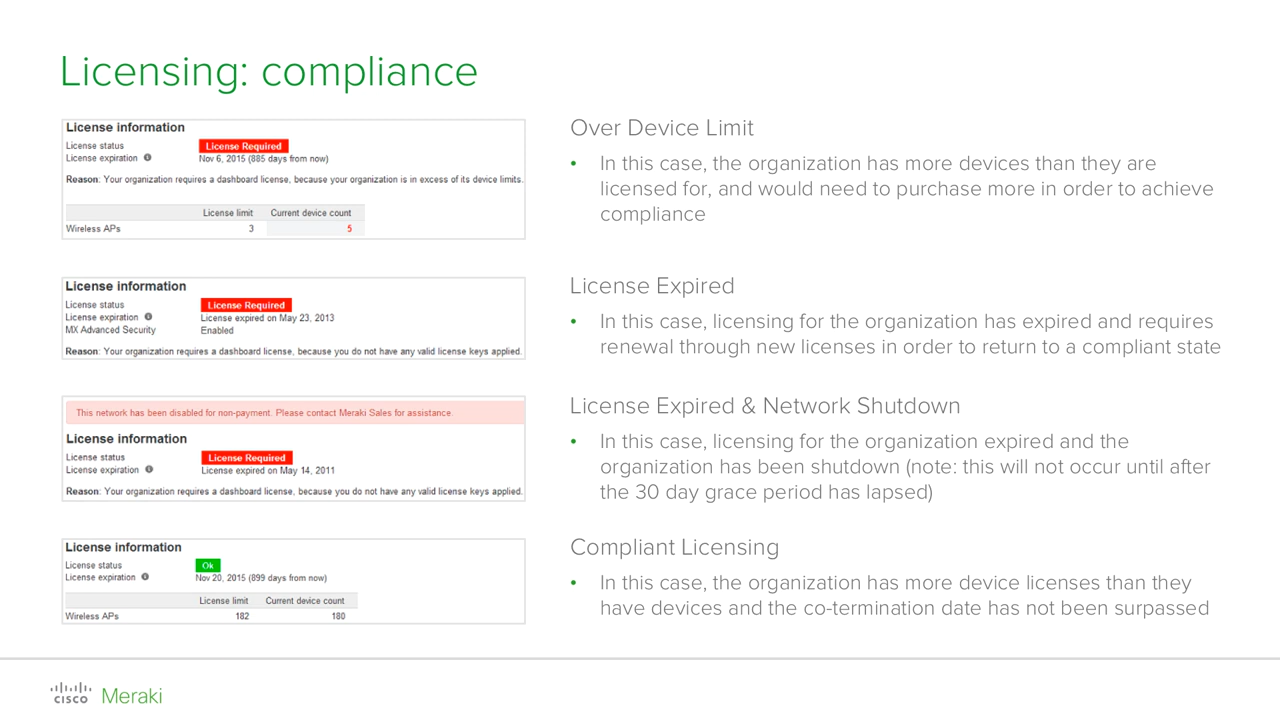 Licensing: compliance
License information
License status License Required
License expiration Nov 6, 2015 (885 days from now)
Reason: Your organization requires a dashboard license, because your organization is in excess of its device limits.
License limit Current device count
Wireless APs 3 5
Over Device Limit
• In this case, the organization has more devices than they are
licensed for, and would need to purchase more in order to achieve
compliance
License information
License status License Required
License expiration License expired on May 23, 2013
MX Advanced Security Enabled
Reason: Your organization requires a dashboard license, because you do not have any valid license keys applied.
License Expired
• In this case, licensing for the organization has expired and requires
renewal through new licenses in order to return to a compliant state
This network has been disabled for non-payment. Please contact Meraki Sales for assistance.
License information
License status License Required
License expiration License expired on May 14, 2011
Reason: Your organization requires a dashboard license, because you do not have any valid license keys applied.
License Expired & Network Shutdown
• In this case, licensing for the organization expired and the
organization has been shutdown (note: this will not occur until after
the 30 day grace period has lapsed)
License information
License status Ok
License expiration Nov 20, 2015 (899 days from now)
License limit Current device count
Wireless APs 182 180
Compliant Licensing
• In this case, the organization has more device licenses than they
have devices and the co-termination date has not been surpassed
cisco Meraki